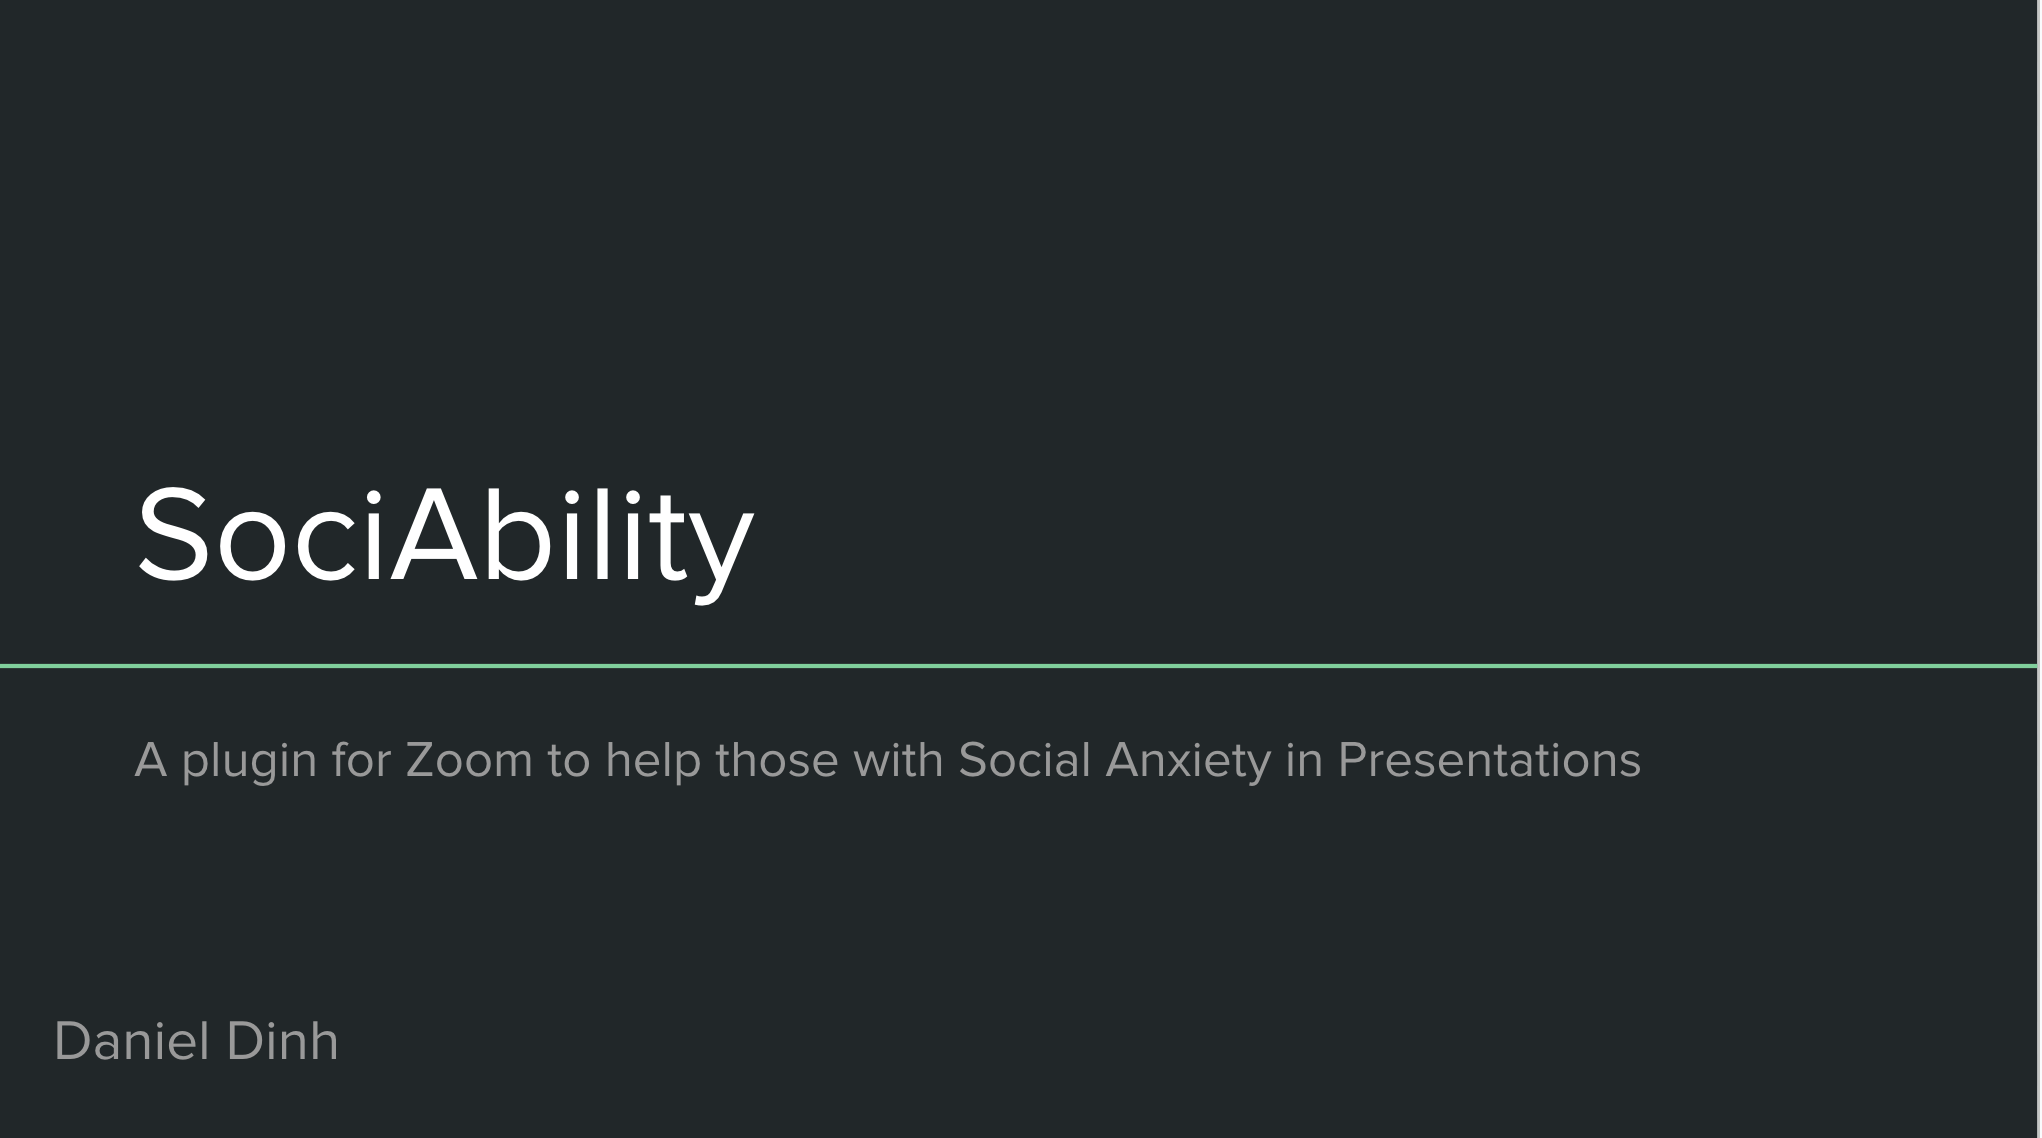 SociAbility
A plugin for Zoom to help those with Social Anxiety in Presentations
Daniel Dinh